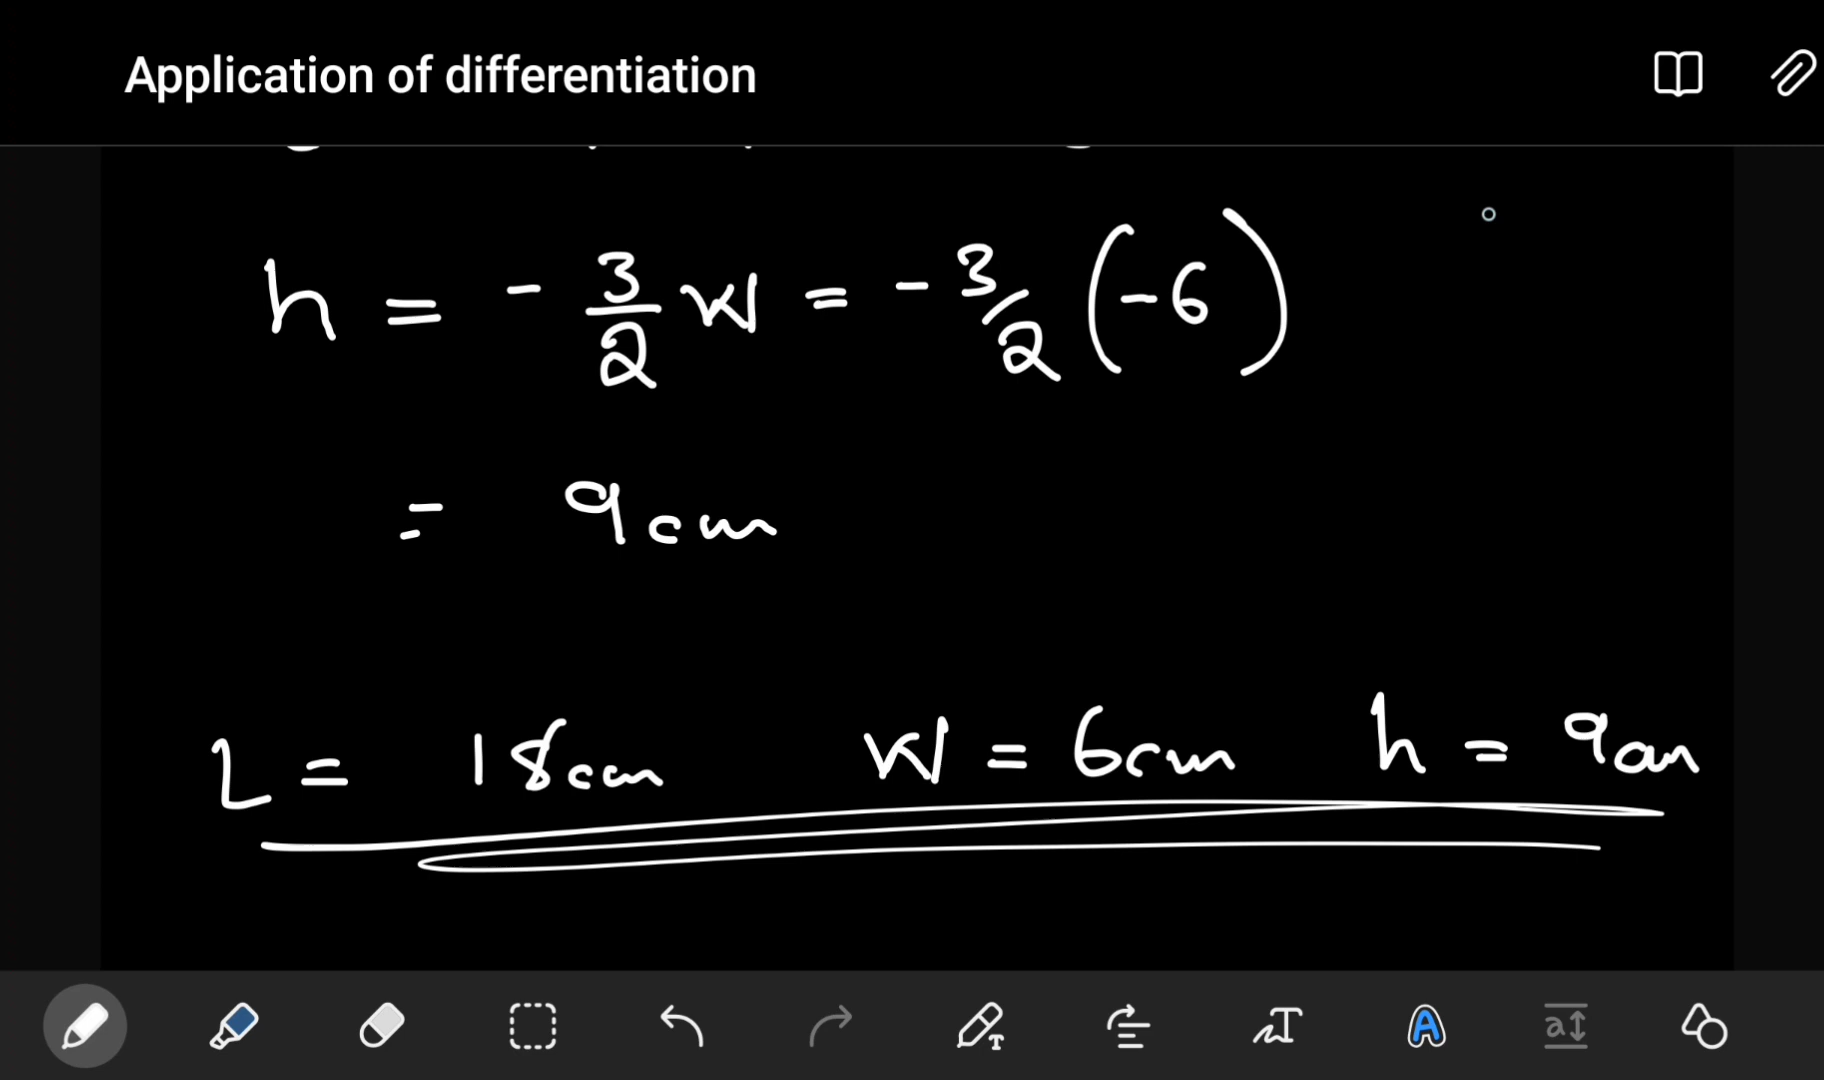 Application of differentiation
h = - 3/2 w = - 3/2 (-6)
= 9cm
L = 18cm w = 6cm h = 9cm